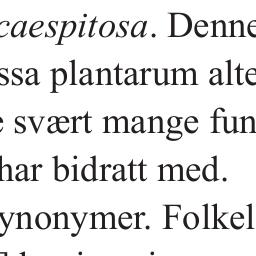 caespitosa. Denne
ssa plantarum alte
e svært mange fun
har bidratt med.
ynonymer. Folkel